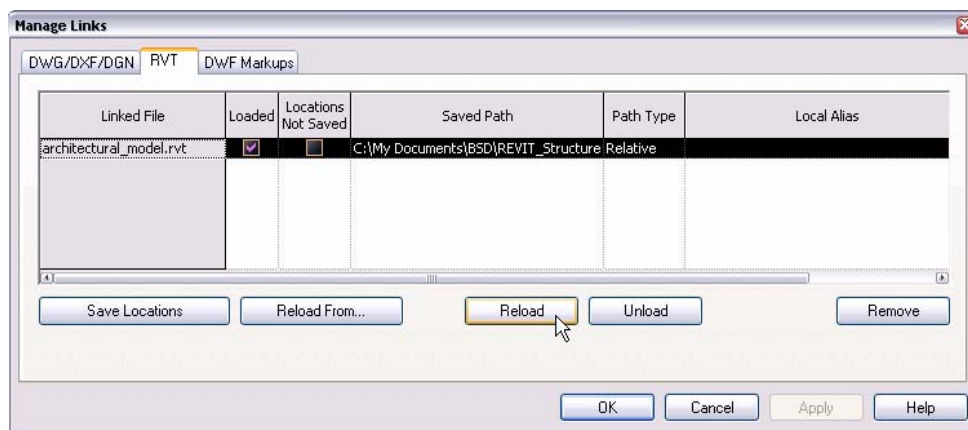 Manage Links
DWG/DXF/DGN RVT DWF Markups
Linked File Loaded Locations Not Saved Saved Path Path Type Local Alias
architectural_model.rvt C:\My Documents\BSD\REVIT_Structure Relative
Save Locations Reload From... Reload Unload Remove
OK Cancel Apply Help